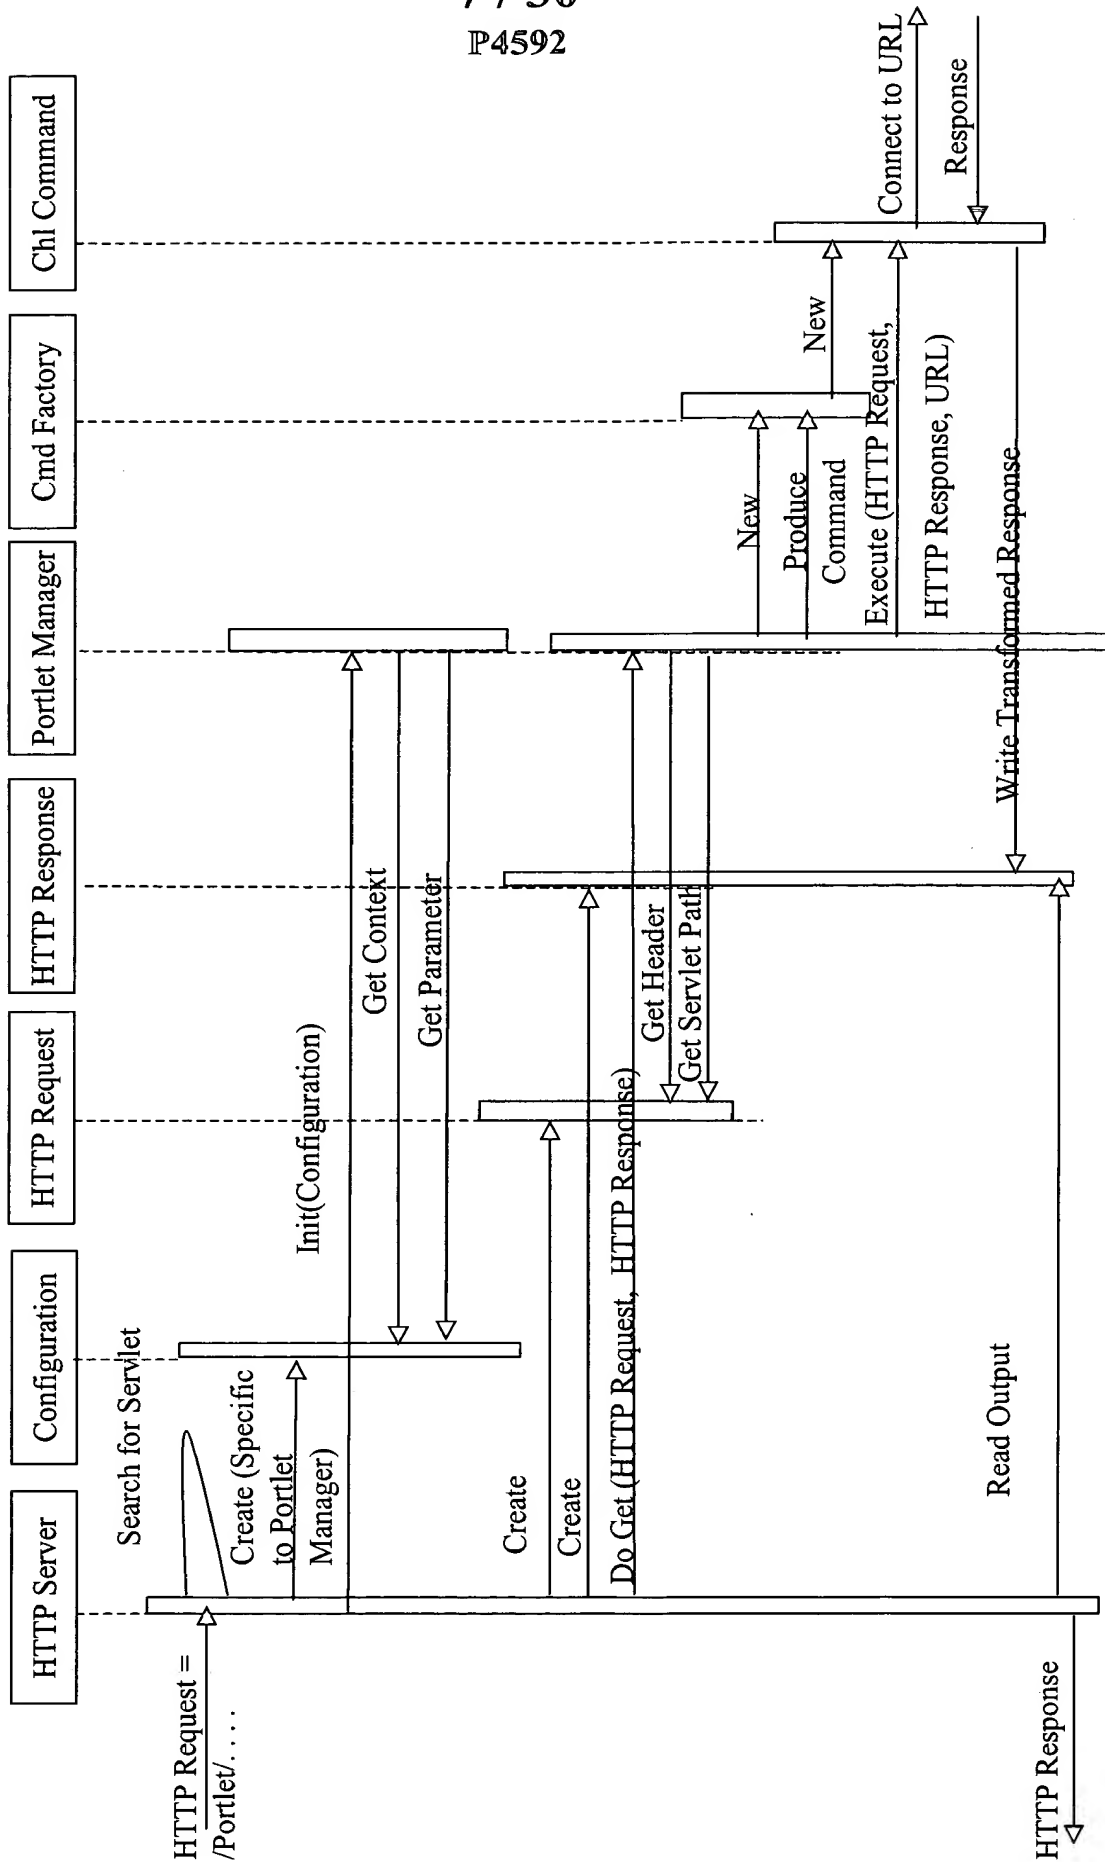 P4592
HTTP Server
Configuration
HTTP Request
HTTP Response
Portlet Manager
Cmd Factory
Chl Command
HTTP Request =
/Portlet/. . . .
Search for Servlet
Create (Specific
to Portlet
Manager)
Init(Configuration)
Get Context
Get Parameter
Create
Create
Do Get (HTTP Request, HTTP Response)
Get Header
Get Servlet Path
New
Produce
Command
New
Execute (HTTP Request,
HTTP Response, URL)
Connect to URL
Response
Write Transformed Response
Read Output
HTTP Response